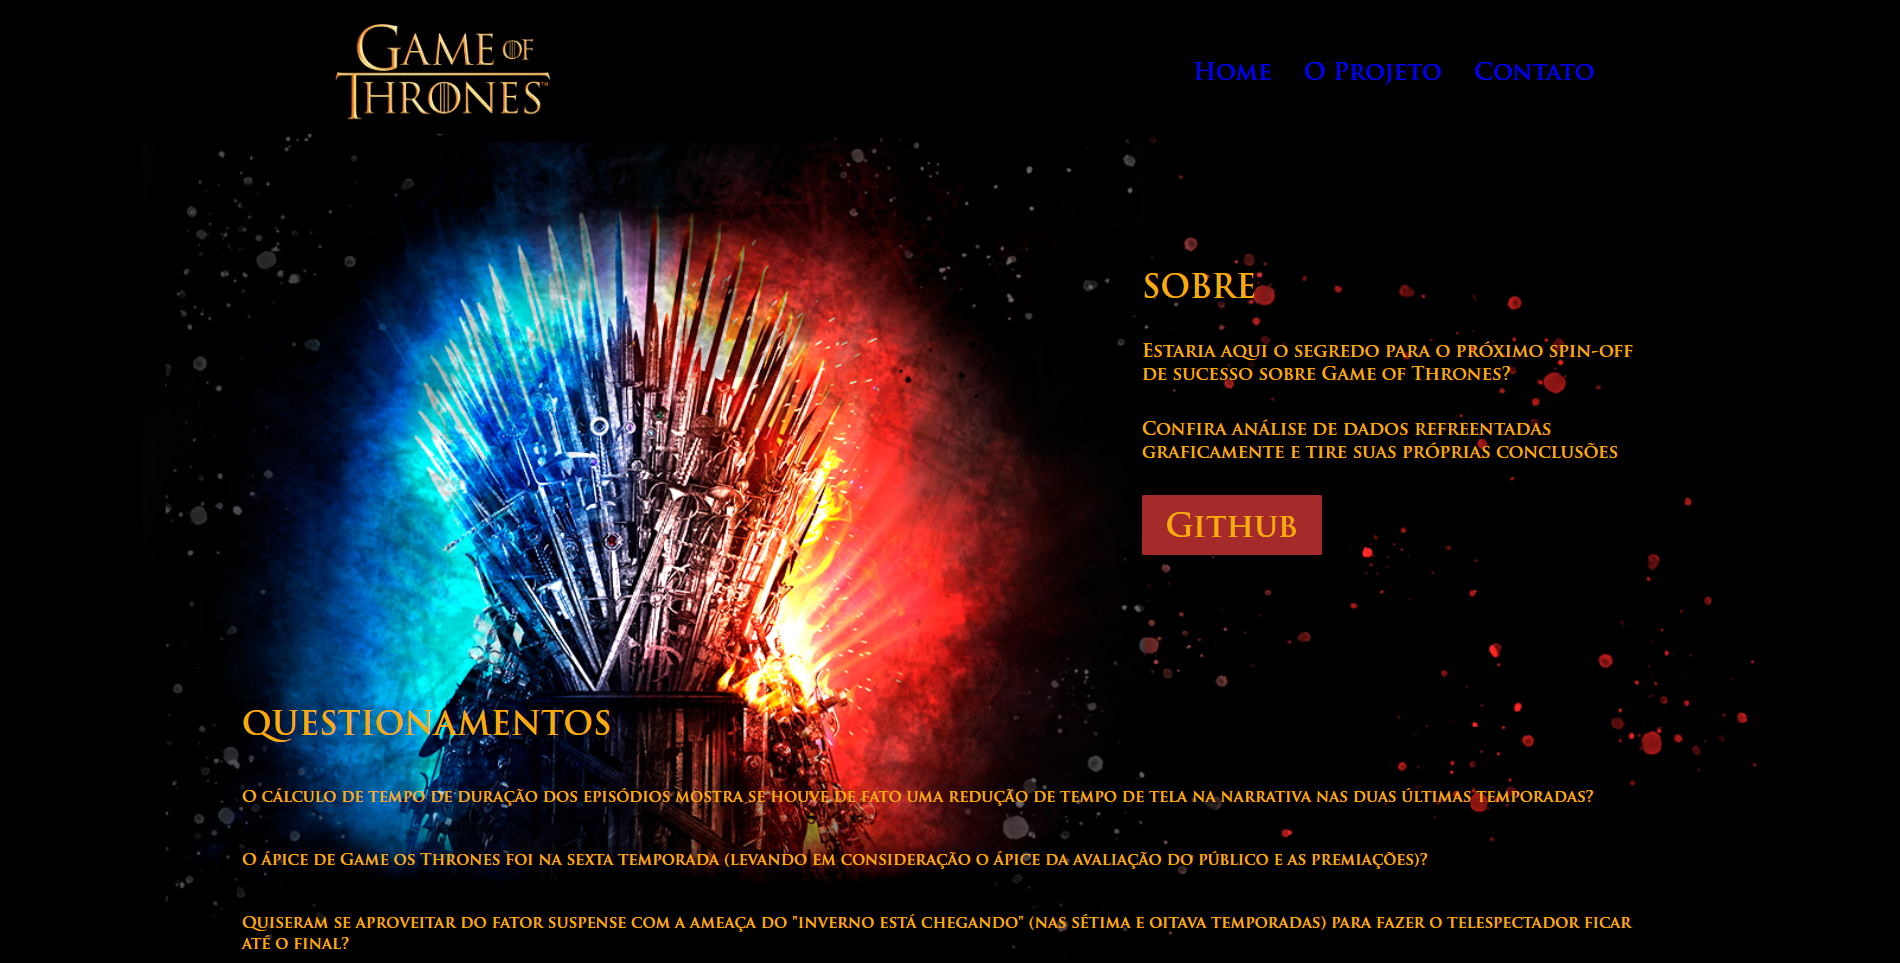 Game of
Thrones™
Home O Projeto Contato
SOBRE
Estaria aqui o segredo para o próximo spin-off
de sucesso sobre Game of Thrones?
Confira análise de dados refreentadas
graficamente e tire suas próprias conclusões
Github
QUESTIONAMENTOS
O cálculo de tempo de duração dos episódios mostra se houve de fato uma redução de tempo de tela na narrativa nas duas últimas temporadas?
O ápice de Game os Thrones foi na sexta temporada (levando em consideração o ápice da avaliação do público e as premiações)?
Quiseram se aproveitar do fator suspense com a ameaça do "inverno está chegando" (nas sétima e oitava temporadas) para fazer o telespectador ficar
até o final?